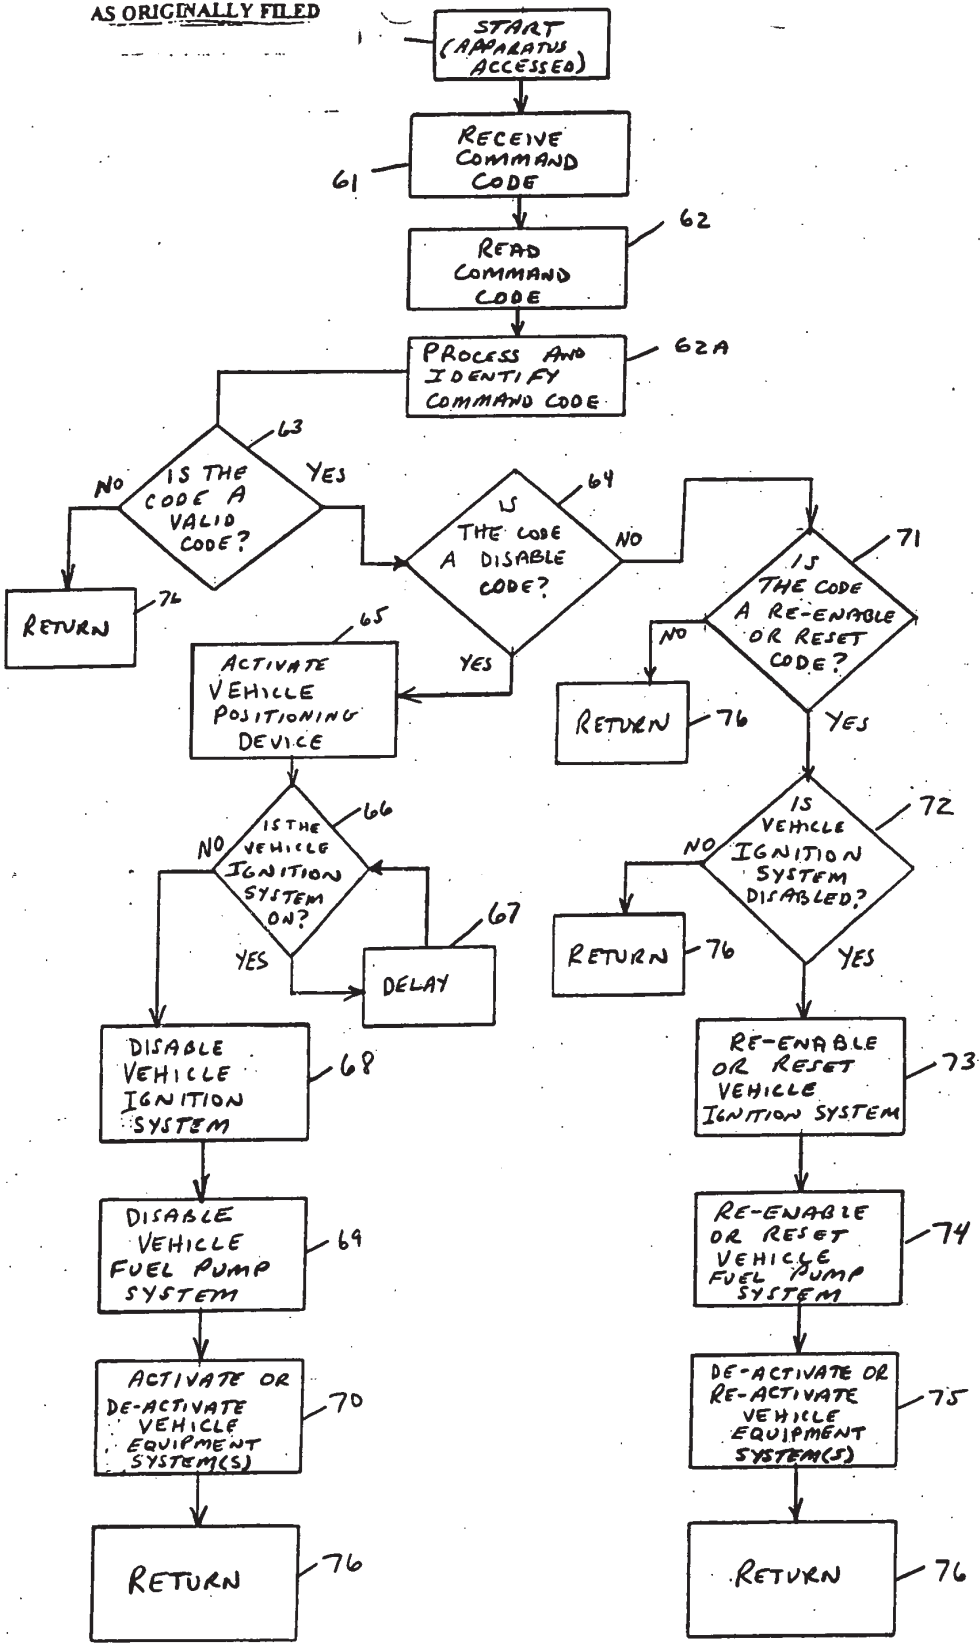 AS ORIGINALLY FILED
START
(APPARATUS
ACCESSED)
RECEIVE
COMMAND
CODE
61
62
READ
COMMAND
CODE
PROCESS AND
IDENTIFY
COMMAND CODE
62A
63
IS THE
CODE A
VALID
CODE?
NO
YES
RETURN
76
64
IS
THE CODE
A DISABLE
CODE?
NO
YES
71
IS
THE CODE
A RE-ENABLE
OR RESET
CODE?
NO
YES
RETURN
76
65
ACTIVATE
VEHICLE
POSITIONING
DEVICE
66
IS THE
VEHICLE
IGNITION
SYSTEM
ON?
NO
YES
67
DELAY
72
IS
VEHICLE
IGNITION
SYSTEM
DISABLED?
NO
YES
RETURN
76
DISABLE
VEHICLE
IGNITION
SYSTEM
68
RE-ENABLE
OR RESET
VEHICLE
IGNITION SYSTEM
73
DISABLE
VEHICLE
FUEL PUMP
SYSTEM
69
RE-ENABLE
OR RESET
VEHICLE
FUEL PUMP
SYSTEM
74
ACTIVATE OR
DE-ACTIVATE
VEHICLE
EQUIPMENT
SYSTEM(S)
70
DE-ACTIVATE OR
RE-ACTIVATE
VEHICLE
EQUIPMENT
SYSTEM(S)
75
RETURN
76
RETURN
76